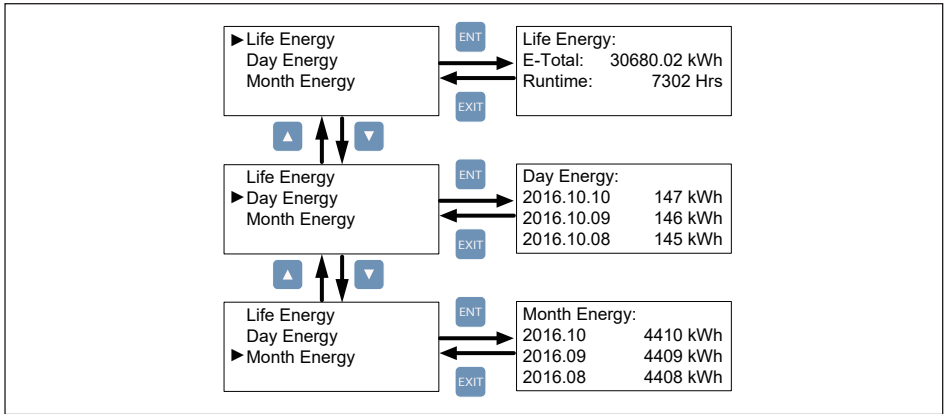 ►Life Energy
Day Energy
Month Energy
ENT
EXIT
Life Energy:
E-Total: 30680.02 kWh
Runtime: 7302 Hrs
▲ ▼
Life Energy
►Day Energy
Month Energy
ENT
EXIT
Day Energy:
2016.10.10 147 kWh
2016.10.09 146 kWh
2016.10.08 145 kWh
▲ ▼
Life Energy
Day Energy
►Month Energy
ENT
EXIT
Month Energy:
2016.10 4410 kWh
2016.09 4409 kWh
2016.08 4408 kWh